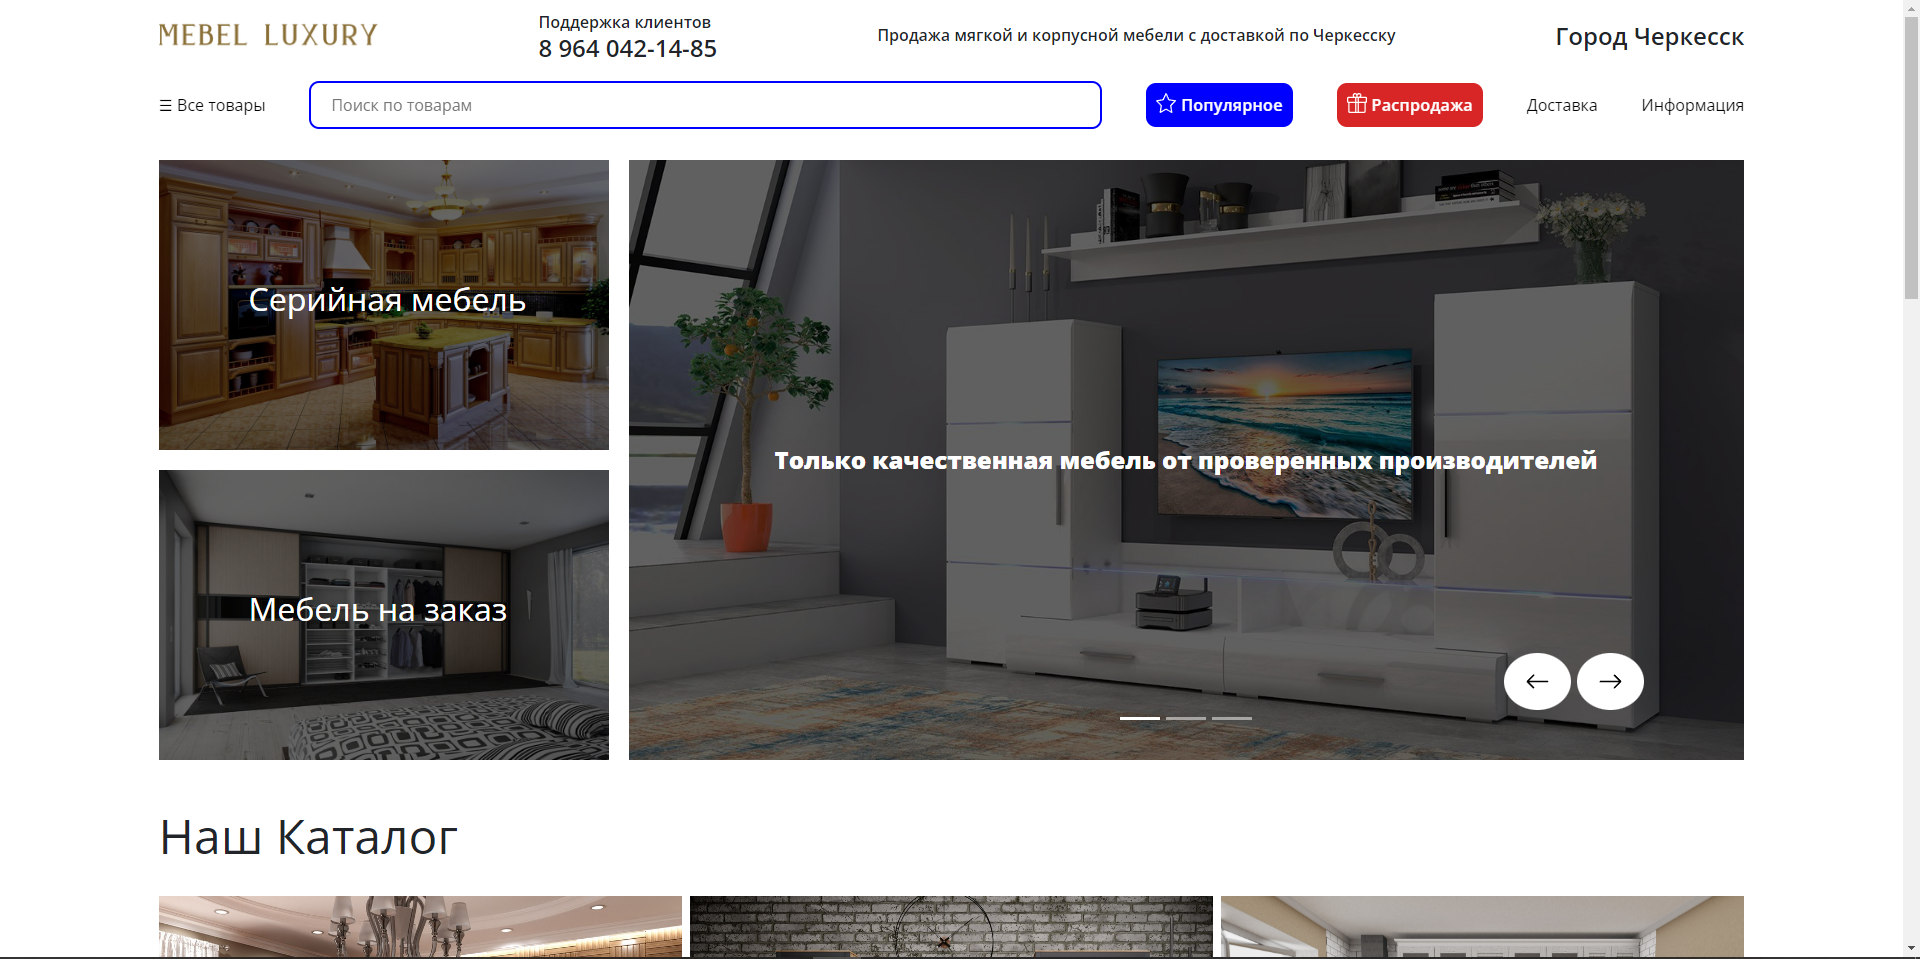 MEBEL LUXURY
Поддержка клиентов
8 964 042-14-85
Продажа мягкой и корпусной мебели с доставкой по Черкесску
Город Черкесск
☰ Все товары
Поиск по товарам
Популярное
Распродажа
Доставка
Информация
Серийная мебель
Только качественная мебель от проверенных производителей
Мебель на заказ
Наш Каталог